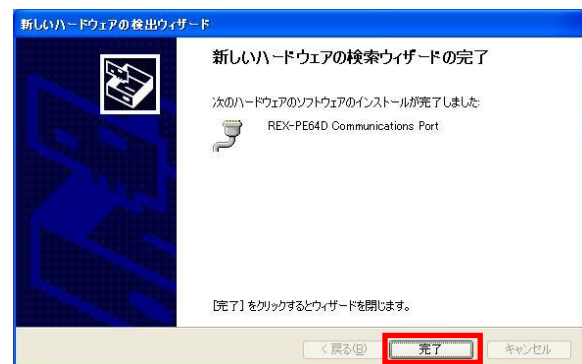 新しいハードウェアの検出ウィザード
新しいハードウェアの検索ウィザードの完了
次のハードウェアのソフトウェアのインストールが完了しました:
REX-PE64D Communications Port
[完了] をクリックするとウィザードを閉じます。
< 戻る(B) 完了 キャンセル